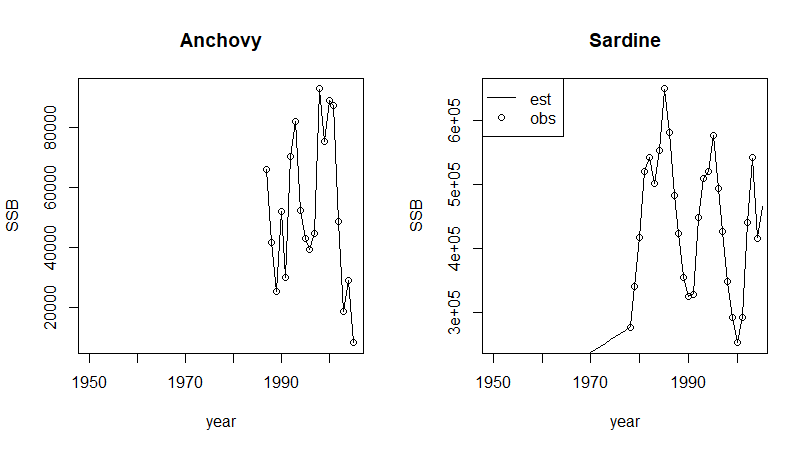 Anchovy
SSB
80000
60000
40000
20000
1950 1970 1990
year
Sardine
est
obs
SSB
6e+05
5e+05
4e+05
3e+05
1950 1970 1990
year